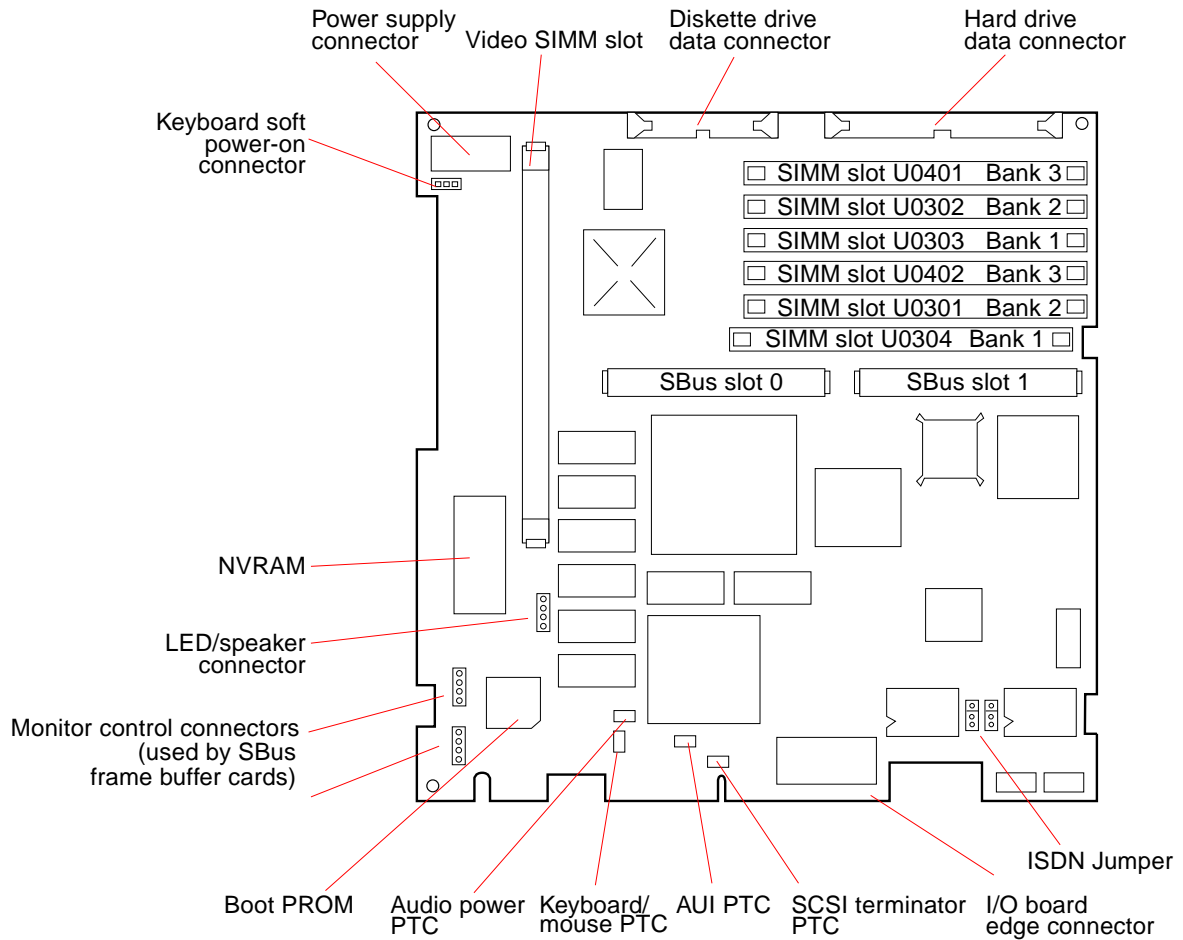 Power supply
connector
Video SIMM slot
Diskette drive
data connector
Hard drive
data connector
Keyboard soft
power-on
connector
SIMM slot U0401 Bank 3
SIMM slot U0302 Bank 2
SIMM slot U0303 Bank 1
SIMM slot U0402 Bank 3
SIMM slot U0301 Bank 2
SIMM slot U0304 Bank 1
SBus slot 0
SBus slot 1
NVRAM
LED/speaker
connector
Monitor control connectors
(used by SBus
frame buffer cards)
ISDN Jumper
Boot PROM
Audio power
PTC
Keyboard/
mouse PTC
AUI PTC
SCSI terminator
PTC
I/O board
edge connector